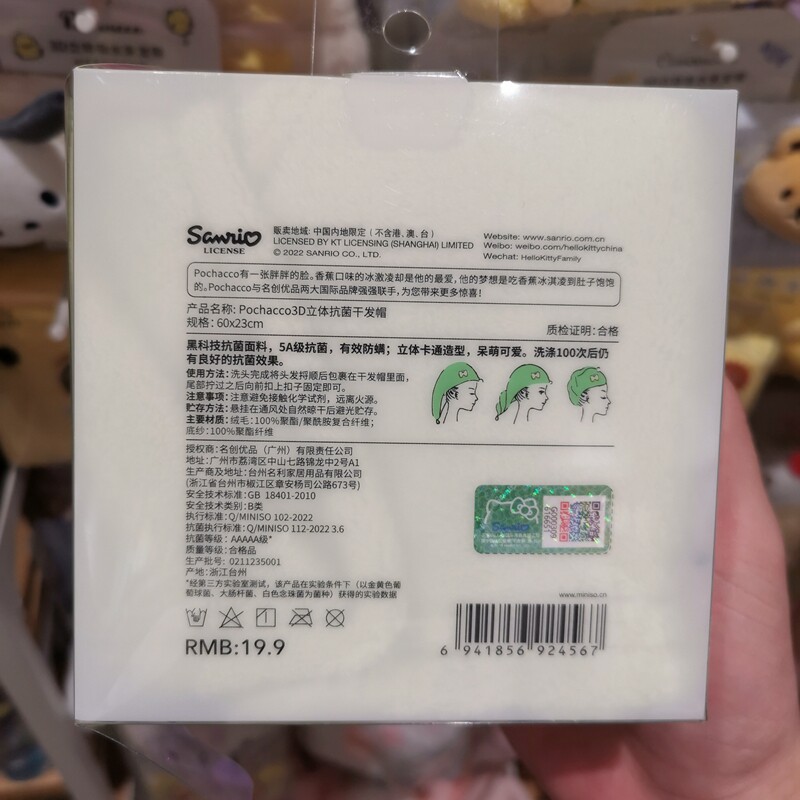 Sanrio
LICENSE
贩卖地域: 中国内地限定 (不含港、澳、台)
LICENSED BY KT LICENSING (SHANGHAI) LIMITED
© 2022 SANRIO CO., LTD.
Website: www.sanrio.com.cn
Weibo: weibo.com/hellokittychina
Wechat: HelloKittyFamily
Pochacco有一张胖胖的脸。香蕉口味的冰激凌却是他的最爱,他的梦想是吃香蕉冰淇凌到肚子饱饱
的。Pochacco与名创优品两大国际品牌强强联手,为您带来更多惊喜!
产品名称: Pochacco3D立体抗菌干发帽
规格: 60x23cm
质检证明:合格
黑科技抗菌面料, 5A级抗菌, 有效防螨; 立体卡通造型, 呆萌可爱。洗涤100次后仍
有良好的抗菌效果。
使用方法: 洗头完成将头发捋顺后包裹在干发帽里面,
尾部拧过之后向前扣上扣子固定即可。
注意事项: 注意避免接触化学试剂, 远离火源。
贮存方法: 悬挂在通风处自然晾干后避光贮存。
主要材质: 绒毛: 100%聚酯/聚酰胺复合纤维;
底纱: 100%聚酯纤维
授权商: 名创优品 (广州) 有限责任公司
地址: 广州市荔湾区中山七路锦龙中2号A1
生产商及地址: 台州名利家居用品有限公司
(浙江省台州市椒江区章安杨司公路673号)
安全技术标准: GB 18401-2010
安全技术类别: B类
执行标准: Q/MINISO 102-2022
抗菌执行标准: Q/MINISO 112-2022 3.6
抗菌等级: AAAAA级*
质量等级: 合格品
生产批号: 0211235001
产地: 浙江台州
*经第三方实验室测试, 该产品在实验条件下 (以金黄色葡
萄球菌、大肠杆菌、白色念珠菌为菌种) 获得的实验数据
Sanrio
www.miniso.cn
RMB:19.9
6 941856 924567